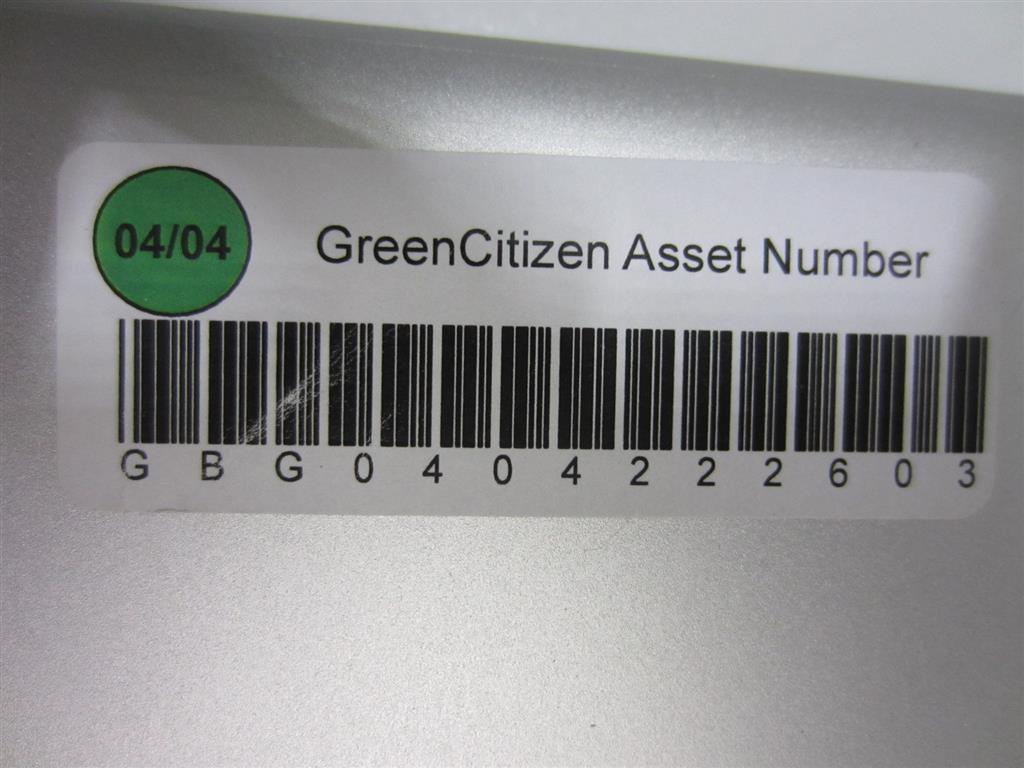 04/04
GreenCitizen Asset Number
G B G 0 4 0 4 2 2 2 6 0 3